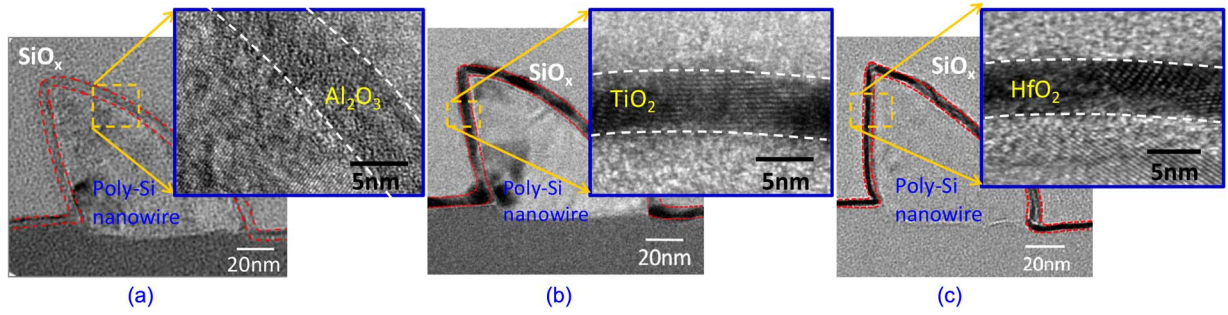 SiOₓ
Al₂O₃
5nm
Poly-Si
nanowire
20nm
(a)
SiOₓ
TiO₂
5nm
Poly-Si
nanowire
20nm
(b)
SiOₓ
HfO₂
5nm
Poly-Si
nanowire
20nm
(c)